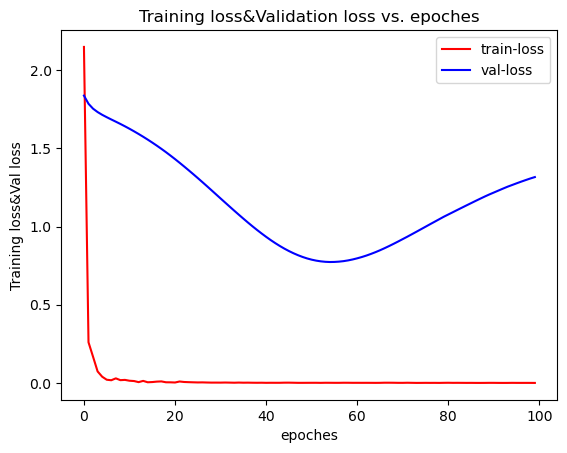 Training loss&Validation loss vs. epoches
train-loss
val-loss
Training loss&Val loss
2.0
1.5
1.0
0.5
0.0
0
20
40
60
80
100
epoches